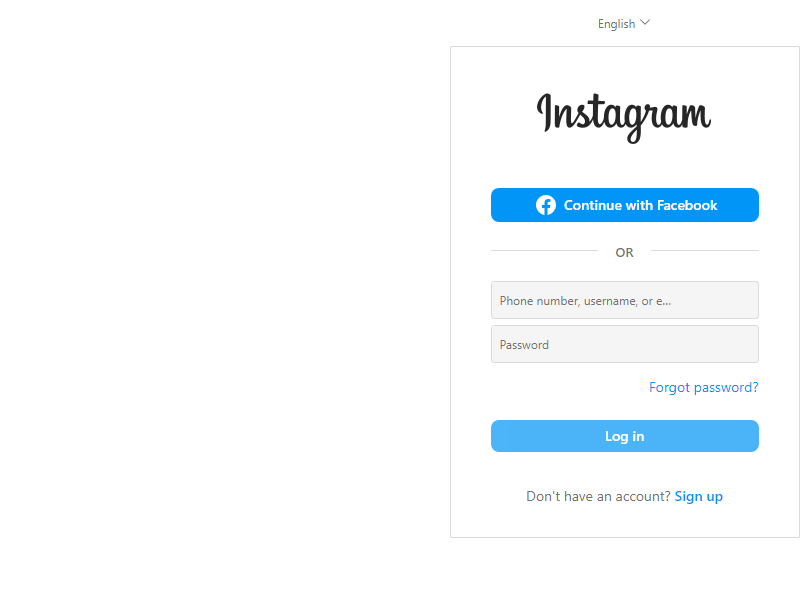 English
Instagram
Continue with Facebook
OR
Phone number, username, or e...
Password
Forgot password?
Log in
Don't have an account? Sign up